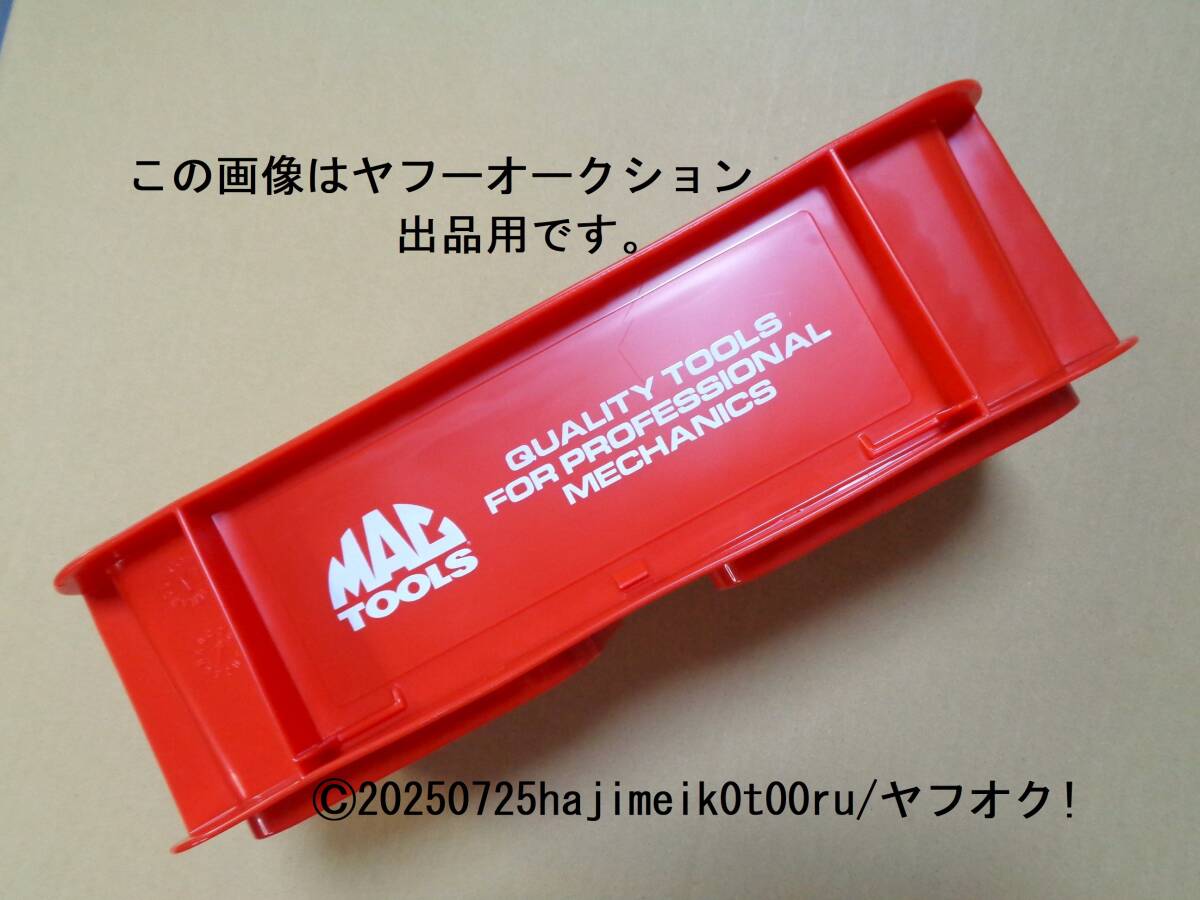 この画像はヤフーオークション
出品用です。
QUALITY TOOLS
FOR PROFESSIONAL
MECHANICS
MAC
TOOLS
©20250725hajimeik0t00ru/ヤフオク!